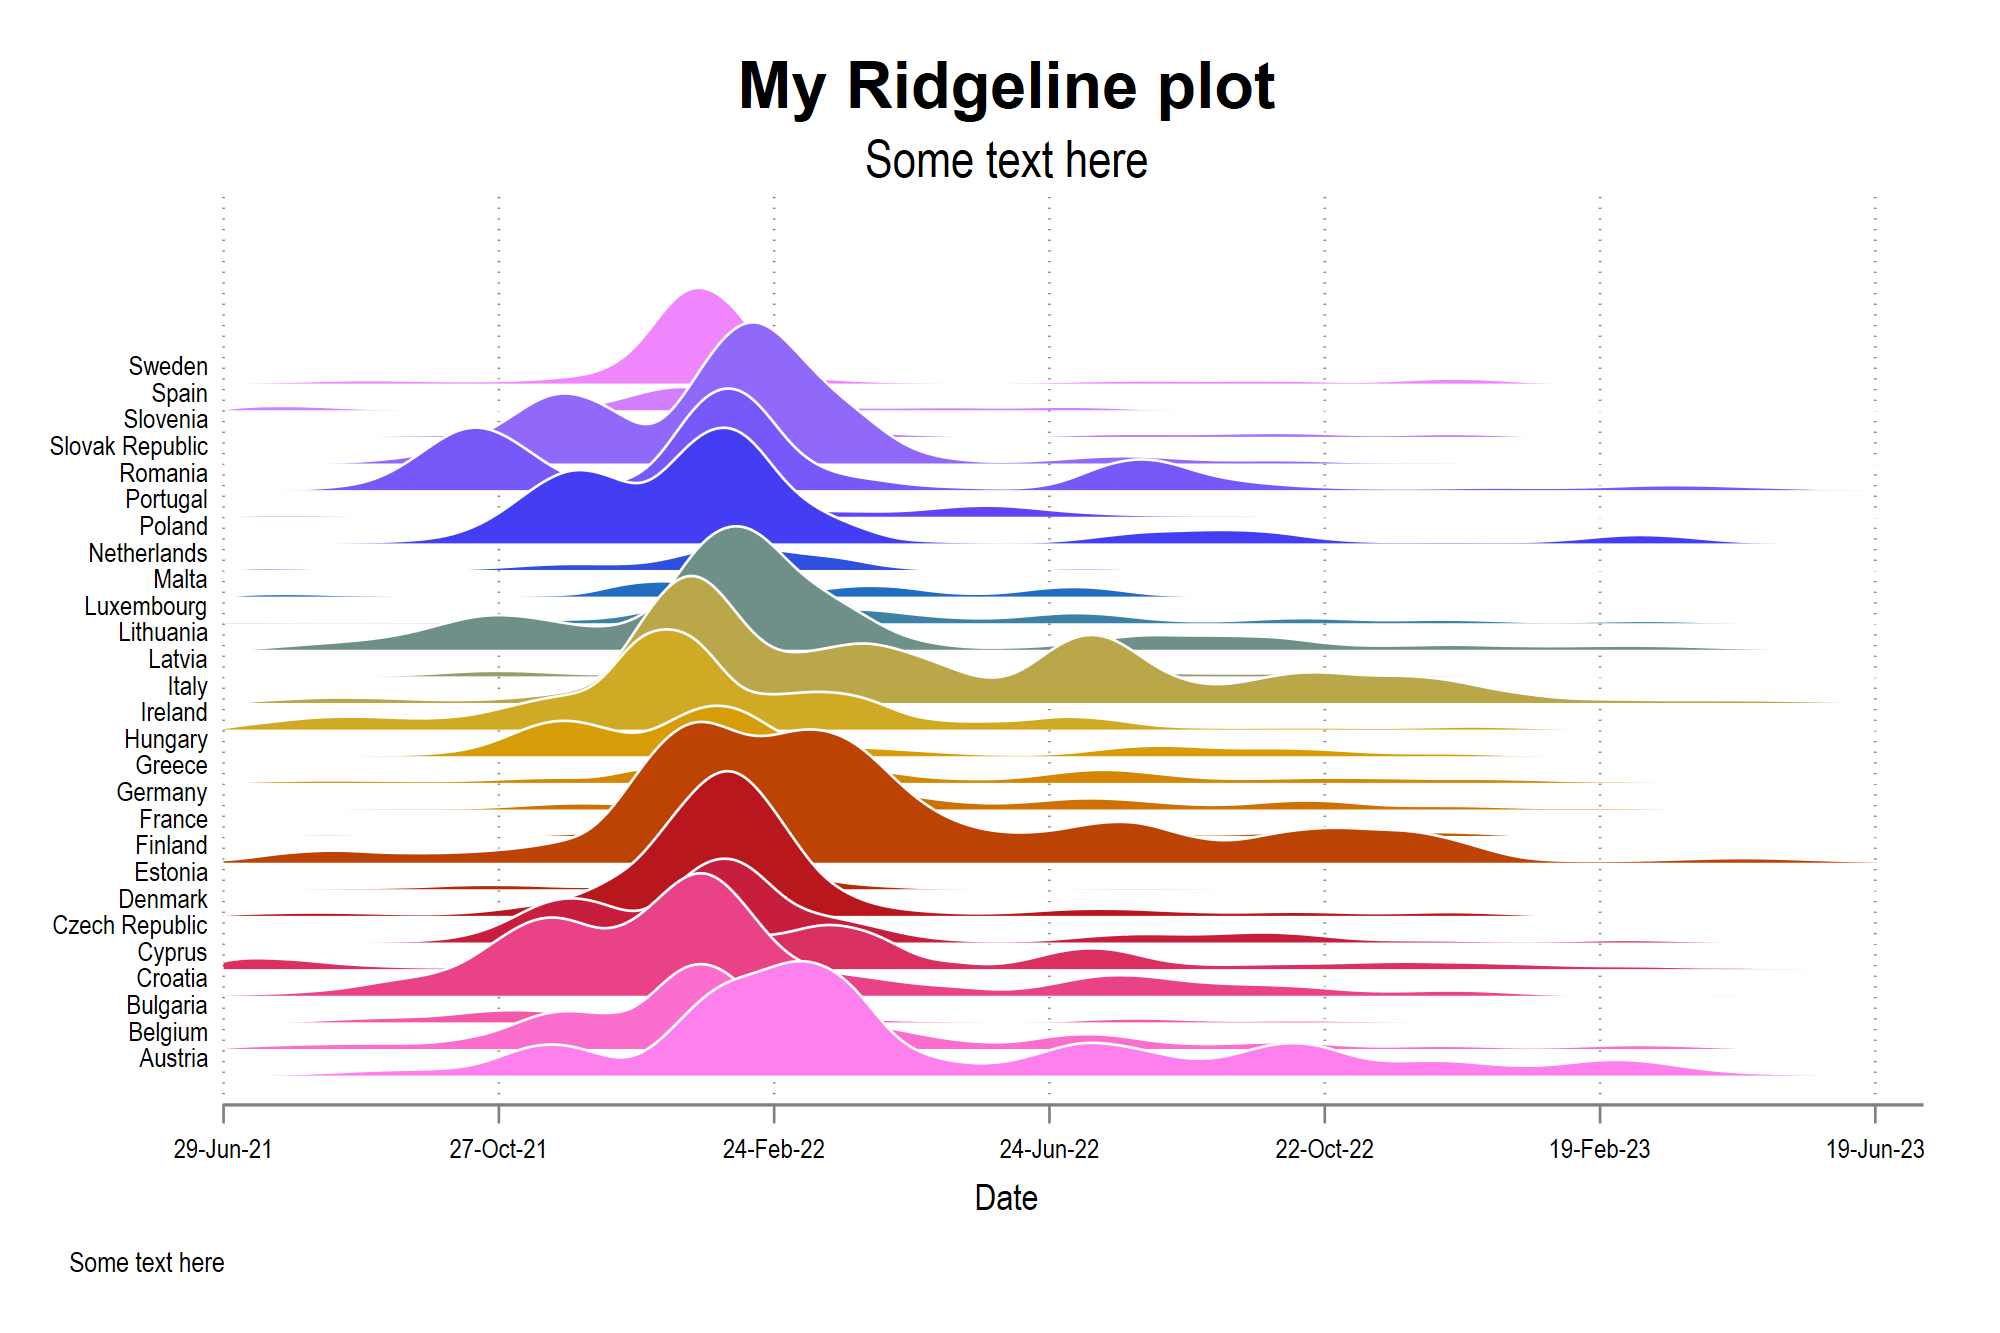 My Ridgeline plot
Some text here
Sweden
Spain
Slovenia
Slovak Republic
Romania
Portugal
Poland
Netherlands
Malta
Luxembourg
Lithuania
Latvia
Italy
Ireland
Hungary
Greece
Germany
France
Finland
Estonia
Denmark
Czech Republic
Cyprus
Croatia
Bulgaria
Belgium
Austria
29-Jun-21 27-Oct-21 24-Feb-22 24-Jun-22 22-Oct-22 19-Feb-23 19-Jun-23
Date
Some text here